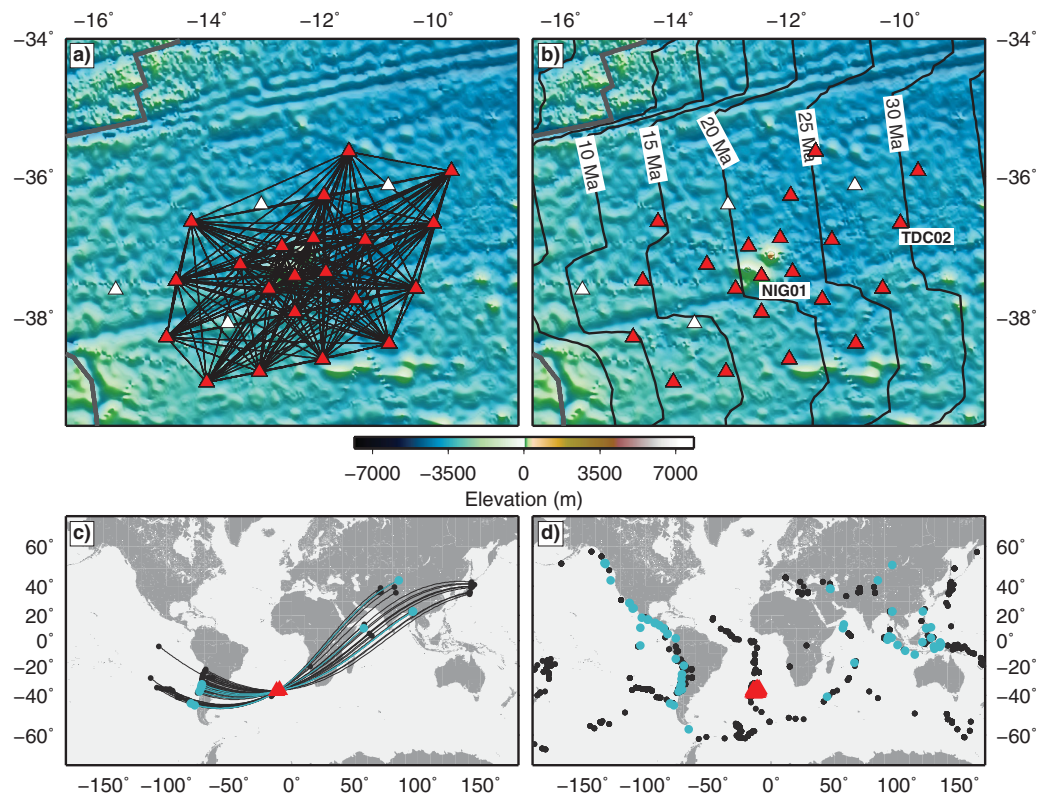 −16˚ −14˚ −12˚ −10˚ −16˚ −14˚ −12˚ −10˚
−34˚ a) b) −34˚
10 Ma
15 Ma
20 Ma
25 Ma
30 Ma
−36˚ −36˚
TDC02
NIG01
−38˚ −38˚
−7000 −3500 0 3500 7000
Elevation (m)
c) d)
60˚ 60˚
40˚ 40˚
20˚ 20˚
0˚ 0˚
−20˚ −20˚
−40˚ −40˚
−60˚ −60˚
−150˚ −100˚ −50˚ 0˚ 50˚ 100˚ 150˚ −150˚ −100˚ −50˚ 0˚ 50˚ 100˚ 150˚